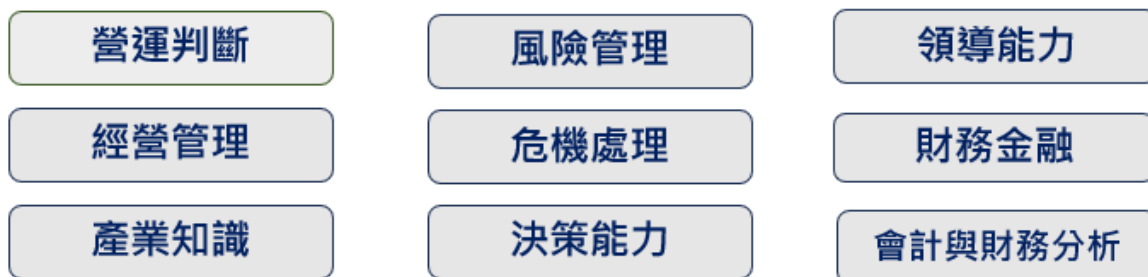 營運判斷
風險管理
領導能力
經營管理
危機處理
財務金融
產業知識
決策能力
會計與財務分析